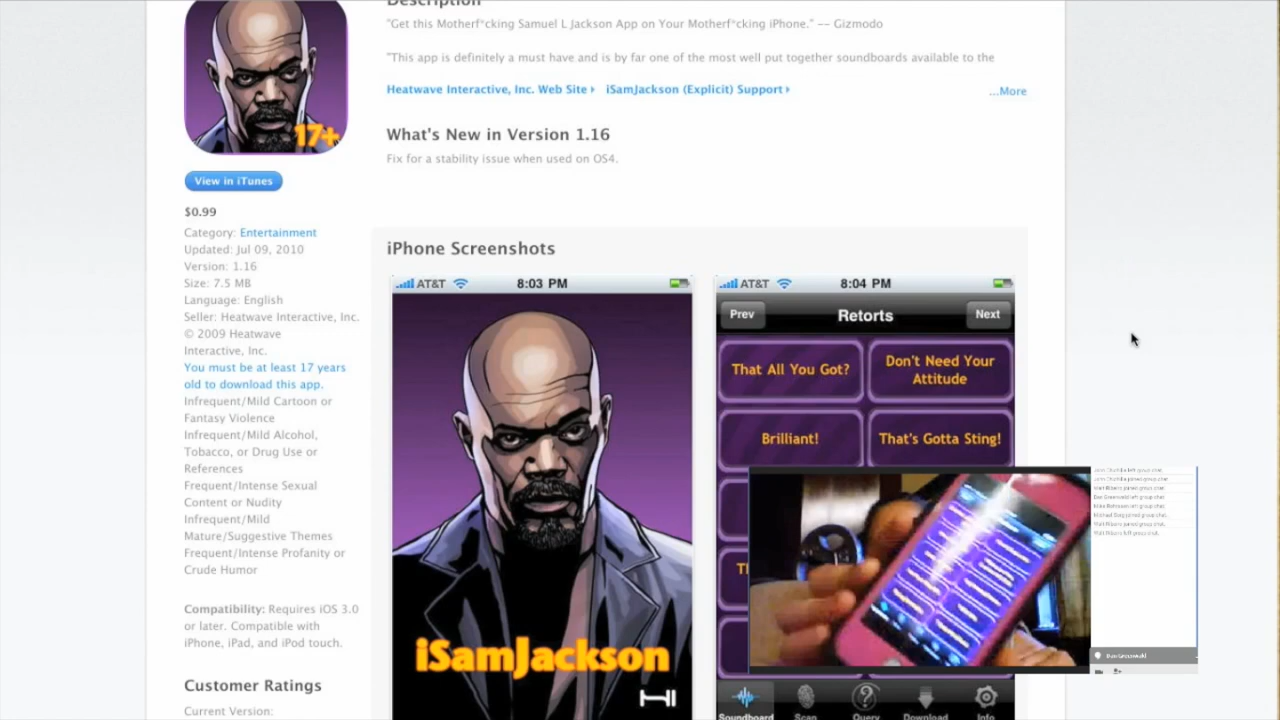 Description
"Get this Motherf*cking Samuel L Jackson App on Your Motherf*cking iPhone." -- Gizmodo
"This app is definitely a must have and is by far one of the most well put together soundboards available to the
Heatwave Interactive, Inc. Web Site
iSamJackson (Explicit) Support
...More
What's New in Version 1.16
Fix for a stability issue when used on OS4.
17+
View in iTunes
$0.99
Category: Entertainment
Updated: Jul 09, 2010
Version: 1.16
Size: 7.5 MB
Language: English
Seller: Heatwave Interactive, Inc.
© 2009 Heatwave
Interactive, Inc.
You must be at least 17 years
old to download this app.
Infrequent/Mild Cartoon or
Fantasy Violence
Infrequent/Mild Alcohol,
Tobacco, or Drug Use or
References
Frequent/Intense Sexual
Content or Nudity
Infrequent/Mild
Mature/Suggestive Themes
Frequent/Intense Profanity or
Crude Humor
Compatibility: Requires iOS 3.0
or later. Compatible with
iPhone, iPad, and iPod touch.
Customer Ratings
Current Version:
iPhone Screenshots
AT&T 8:03 PM
iSamJackson
AT&T 8:04 PM
Prev Retorts Next
That All You Got?
Don't Need Your
Attitude
Brilliant!
That's Gotta Sting!
Soundboard Scan Query Download Info